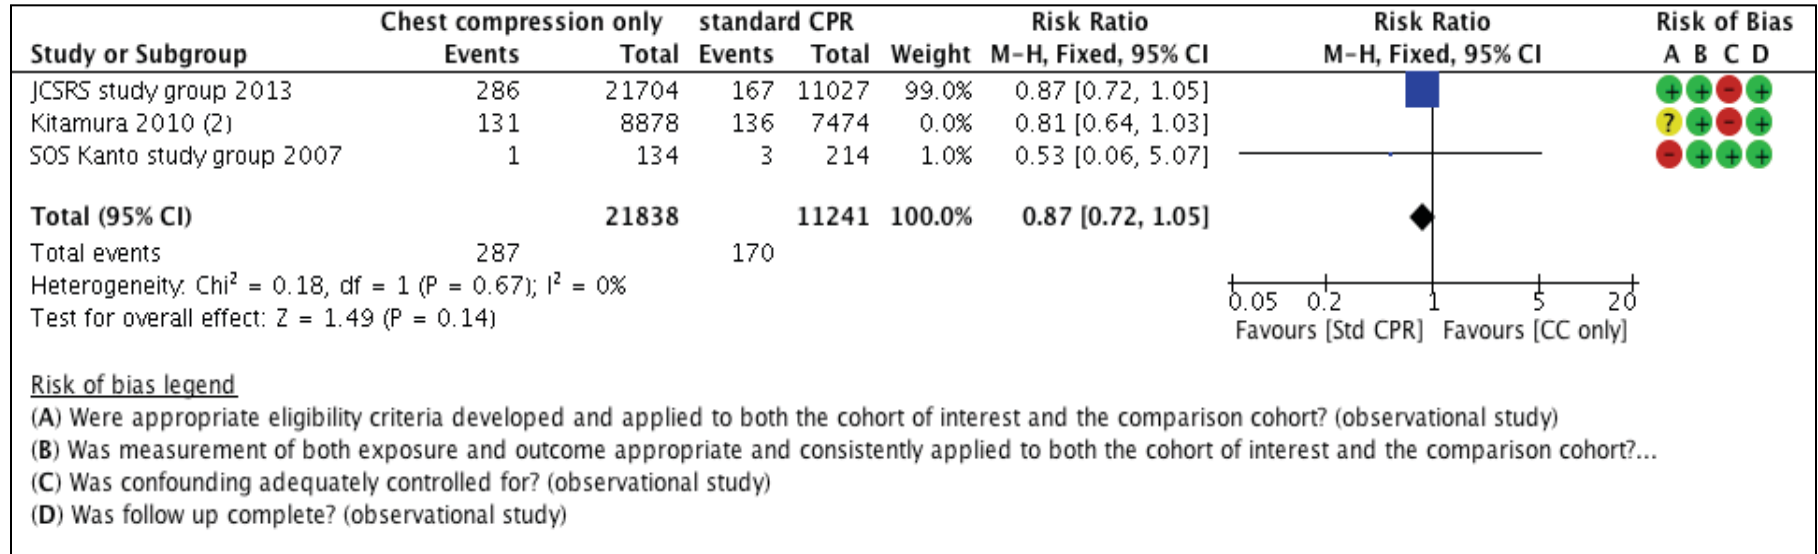 Chest compression only standard CPR Risk Ratio Risk Ratio Risk of Bias
Study or Subgroup Events Total Events Total Weight M-H, Fixed, 95% CI M-H, Fixed, 95% CI A B C D
JCSRS study group 2013 286 21704 167 11027 99.0% 0.87 [0.72, 1.05] + + - +
Kitamura 2010 (2) 131 8878 136 7474 0.0% 0.81 [0.64, 1.03] ? + - +
SOS Kanto study group 2007 1 134 3 214 1.0% 0.53 [0.06, 5.07] - + + +
Total (95% CI) 21838 11241 100.0% 0.87 [0.72, 1.05]
Total events 287 170
Heterogeneity: Chi² = 0.18, df = 1 (P = 0.67); I² = 0%
Test for overall effect: Z = 1.49 (P = 0.14)
0.05 0.2 1 5 20
Favours [Std CPR] Favours [CC only]
Risk of bias legend
(A) Were appropriate eligibility criteria developed and applied to both the cohort of interest and the comparison cohort? (observational study)
(B) Was measurement of both exposure and outcome appropriate and consistently applied to both the cohort of interest and the comparison cohort?...
(C) Was confounding adequately controlled for? (observational study)
(D) Was follow up complete? (observational study)